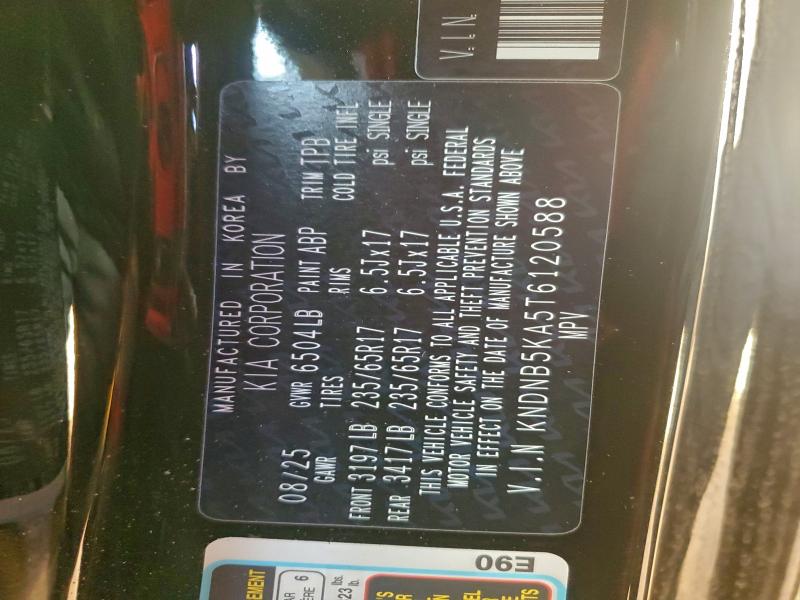 V.I.N.
MANUFACTURED IN KOREA BY
KIA CORPORATION
08/25 GVWR 6504LB PAINT ABP TRIM TPB
GAWR TIRES RIMS COLD TIRE INFL
FRONT 3197LB 235/65R17 6.5Jx17 psi SINGLE
REAR 3417LB 235/65R17 6.5Jx17 psi SINGLE
THIS VEHICLE CONFORMS TO ALL APPLICABLE U.S.A. FEDERAL
MOTOR VEHICLE SAFETY AND THEFT PREVENTION STANDARDS
IN EFFECT ON THE DATE OF MANUFACTURE SHOWN ABOVE
V.I.N KNDNB5KA5T6120588
MPV
E90
6
lbs.
lb.